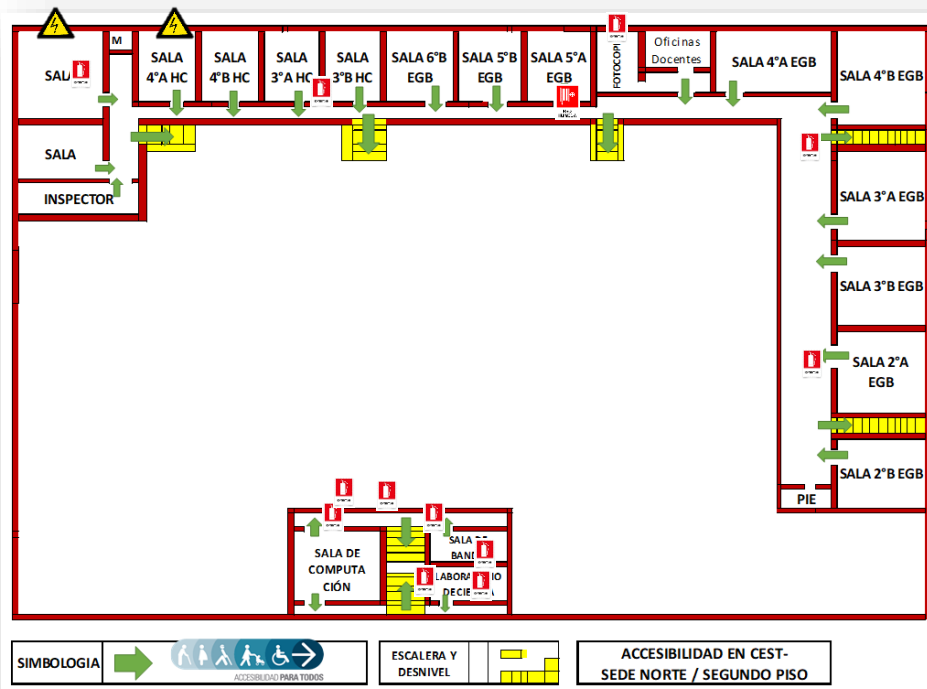 M
SALA
4°A HC
SALA
4°B HC
SALA
3°A HC
SALA
3°B HC
SALA 6°B
EGB
SALA 5°B
EGB
SALA 5°A
EGB
FOTOCOPI
Oficinas
Docentes
SALA 4°A EGB
SALA 4°B EGB
SALA
INSPECTOR
SALA 3°A EGB
SALA 3°B EGB
SALA 2°A
EGB
SALA 2°B EGB
PIE
SALA DE
COMPUTA
CIÓN
SALA
SIMBOLOGIA
ACCESIBILIDAD PARA TODOS
ESCALERA Y
DESNIVEL
ACCESIBILIDAD EN CEST-
SEDE NORTE / SEGUNDO PISO